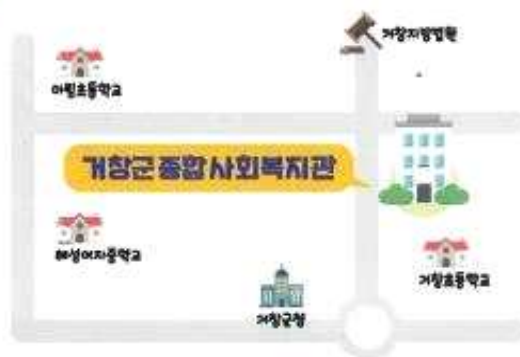 거창지방법원
아림초등학교
거창군종합사회복지관
혜성여자중학교
거창초등학교
거창군청